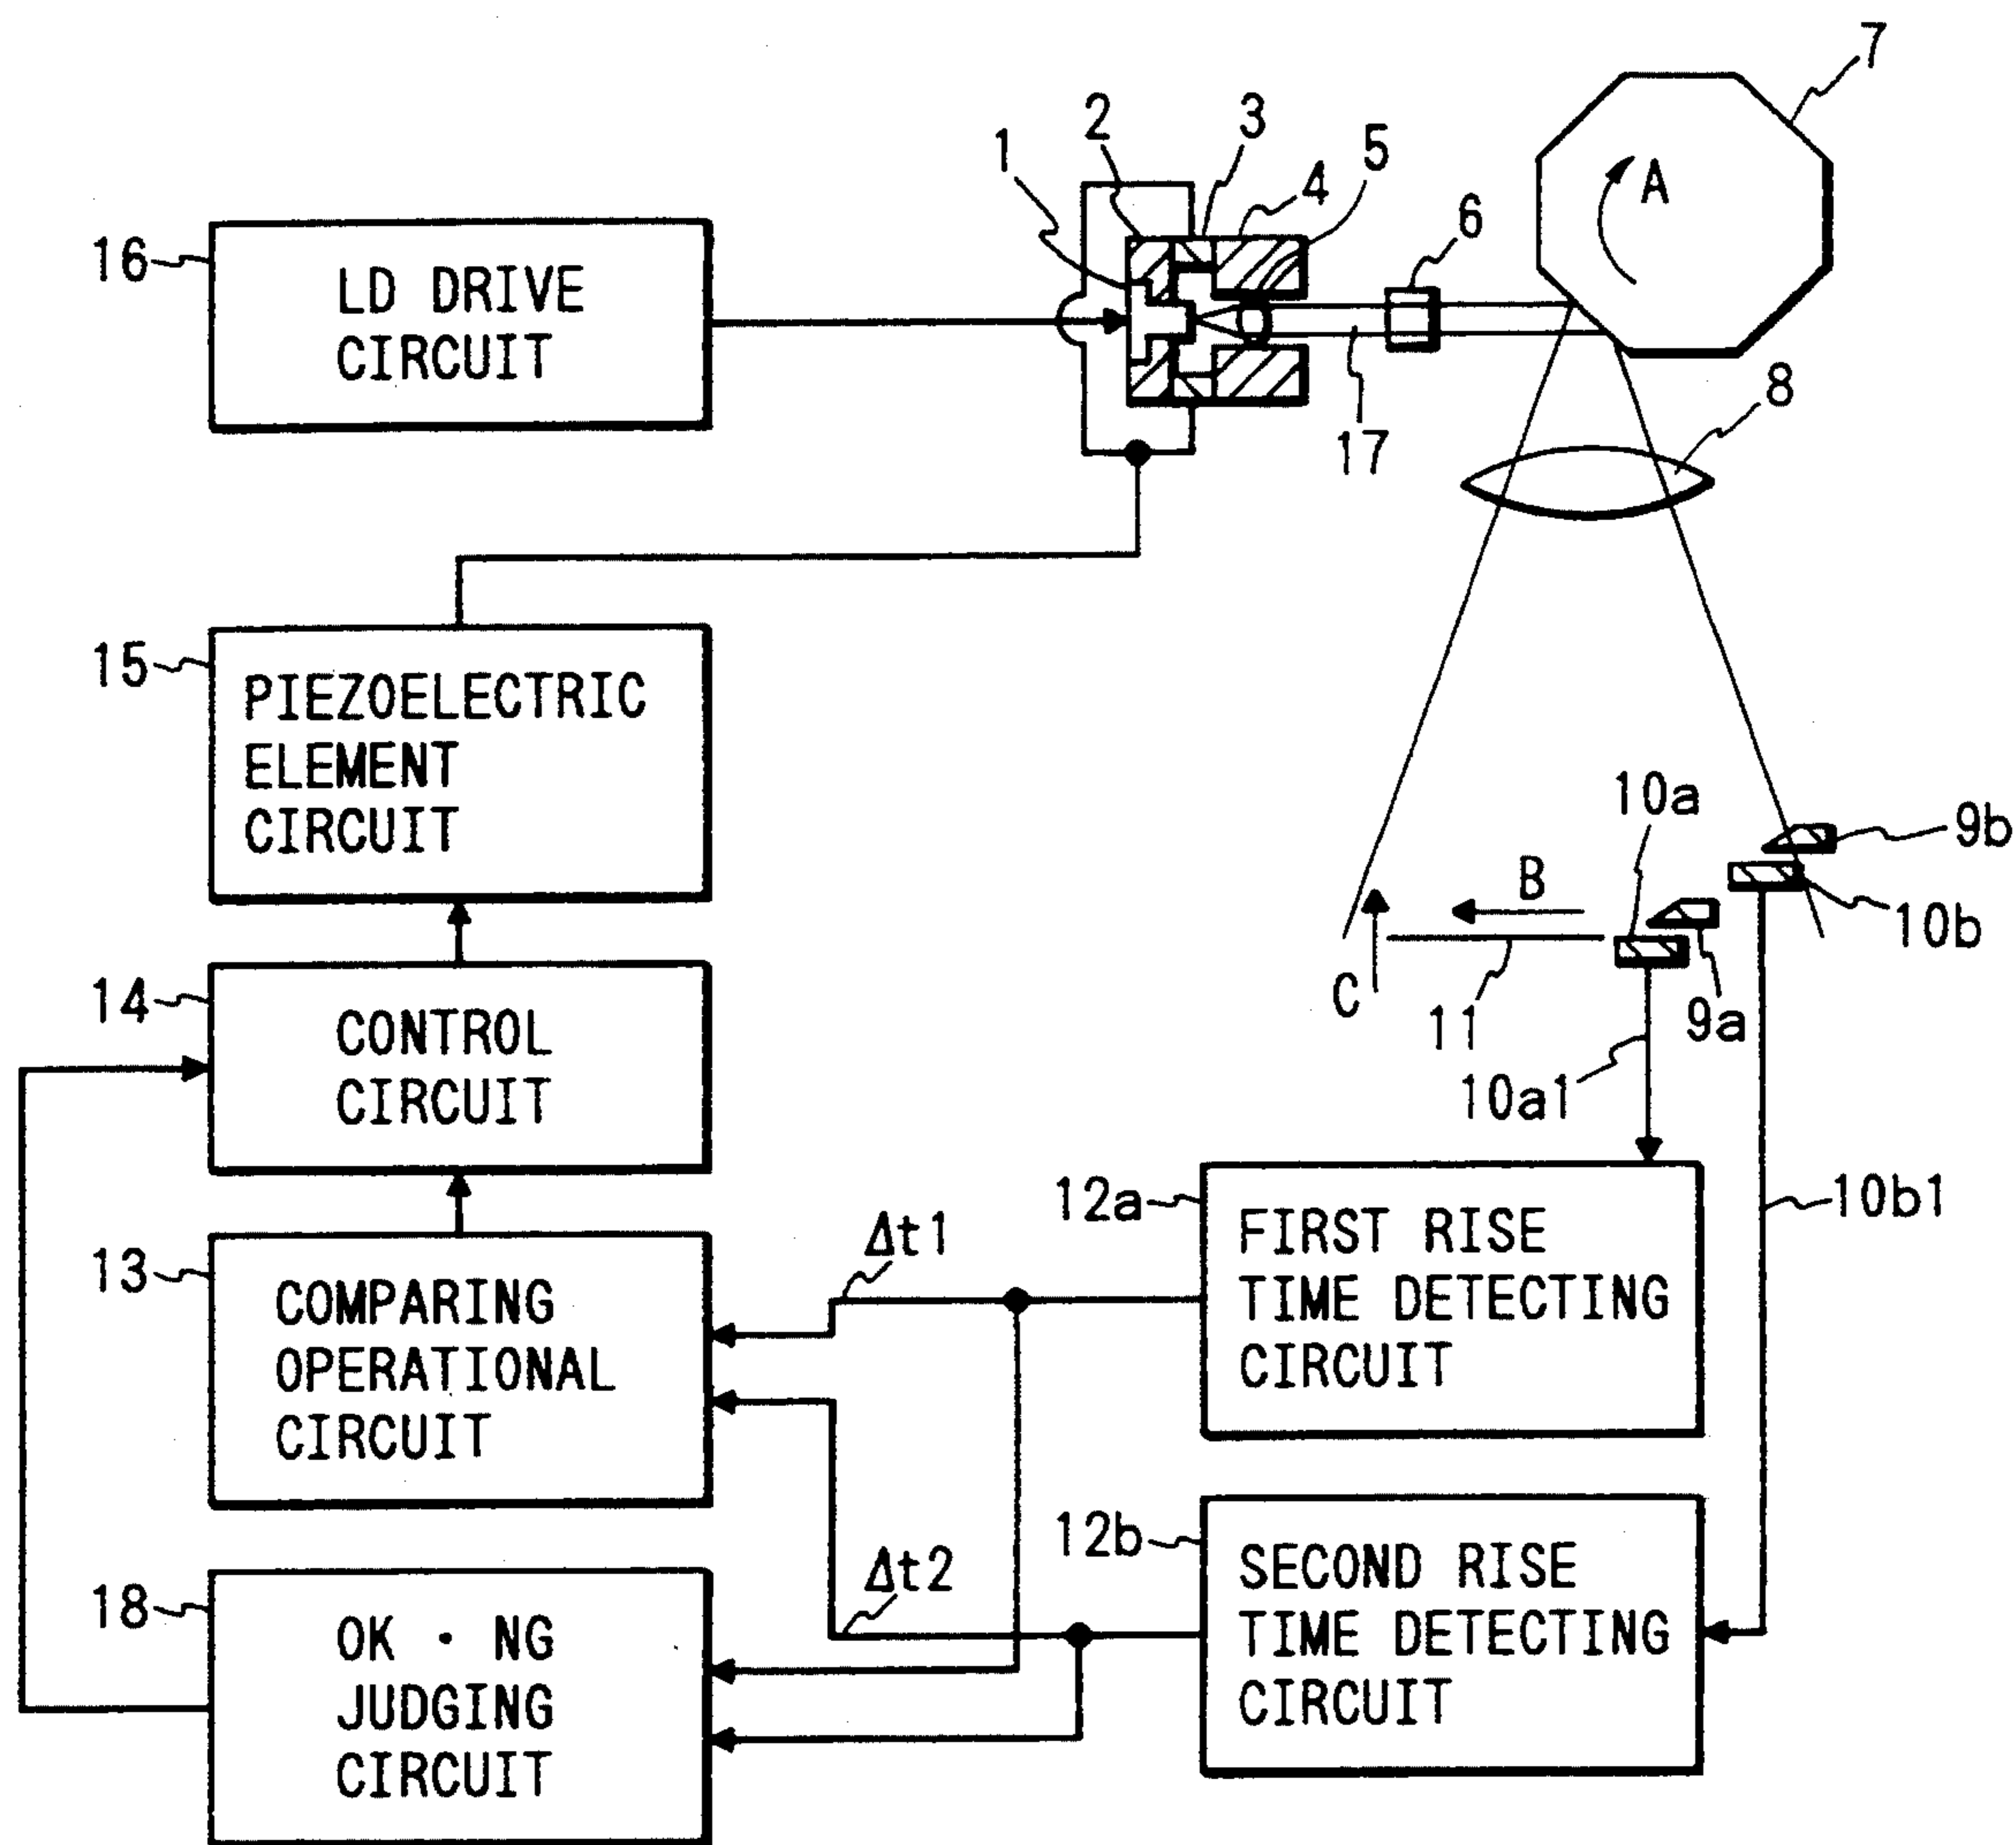 7
1
2
3
4
5
6
A
16
LD DRIVE
CIRCUIT
17
8
15
PIEZOELECTRIC
ELEMENT
CIRCUIT
10a
9b
B
10b
C
11
9a
14
CONTROL
CIRCUIT
10a1
12a
FIRST RISE
TIME DETECTING
CIRCUIT
10b1
13
COMPARING
OPERATIONAL
CIRCUIT
Δt1
12b
SECOND RISE
TIME DETECTING
CIRCUIT
Δt2
18
OK・NG
JUDGING
CIRCUIT